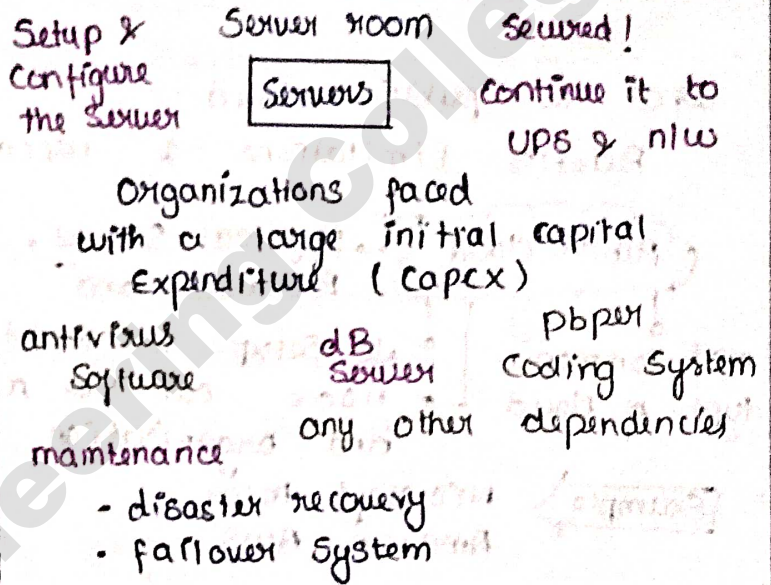 Setup &
Configure
the Server
Server room
Servers
Secured!
Continue it to
UPS & n/w
Organizations faced
with a large initial capital
Expenditure (capex)
antivirus
Software
dB
Server
Pbper
Coding System
any other dependencies
maintenance
- disaster recovery
- failover System